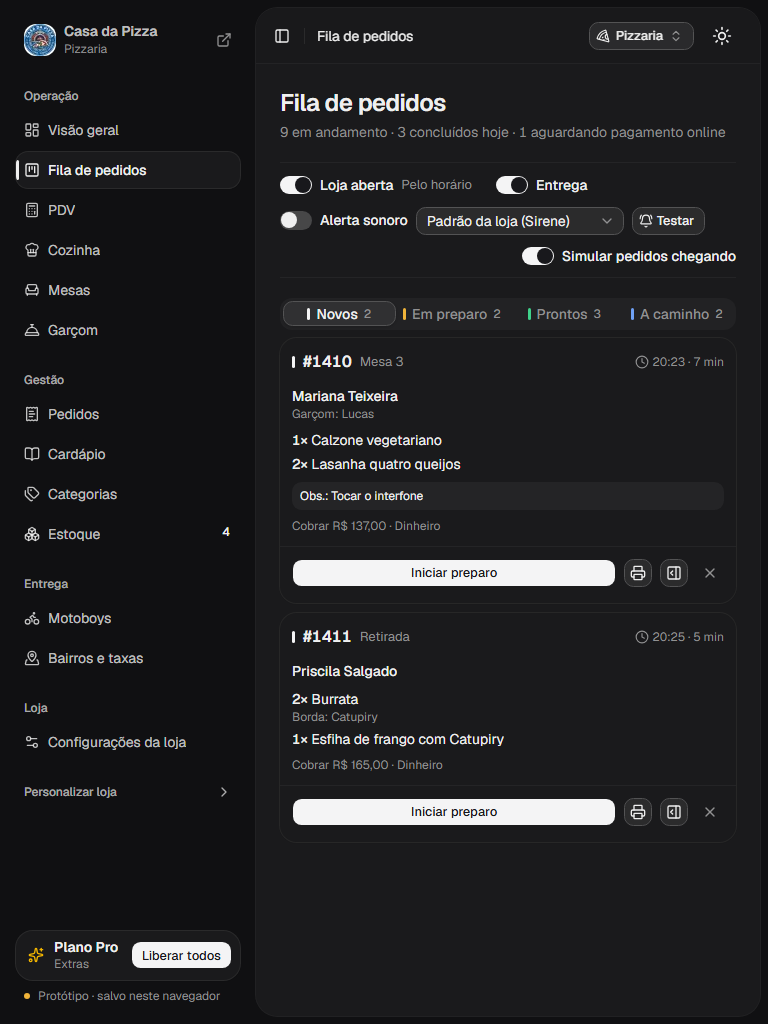 Casa da Pizza
Pizzaria
Operação
Visão geral
Fila de pedidos
PDV
Cozinha
Mesas
Garçom
Gestão
Pedidos
Cardápio
Categorias
Estoque 4
Entrega
Motoboys
Bairros e taxas
Loja
Configurações da loja
Personalizar loja
Plano Pro
Extras
Liberar todos
Protótipo · salvo neste navegador
Fila de pedidos
Pizzaria
Fila de pedidos
9 em andamento · 3 concluídos hoje · 1 aguardando pagamento online
Loja aberta Pelo horário Entrega
Alerta sonoro Padrão da loja (Sirene) Testar
Simular pedidos chegando
Novos 2 Em preparo 2 Prontos 3 A caminho 2
#1410 Mesa 3 20:23 · 7 min
Mariana Teixeira
Garçom: Lucas
1× Calzone vegetariano
2× Lasanha quatro queijos
Obs.: Tocar o interfone
Cobrar R$ 137,00 · Dinheiro
Iniciar preparo
#1411 Retirada 20:25 · 5 min
Priscila Salgado
2× Burrata
Borda: Catupiry
1× Esfiha de frango com Catupiry
Cobrar R$ 165,00 · Dinheiro
Iniciar preparo